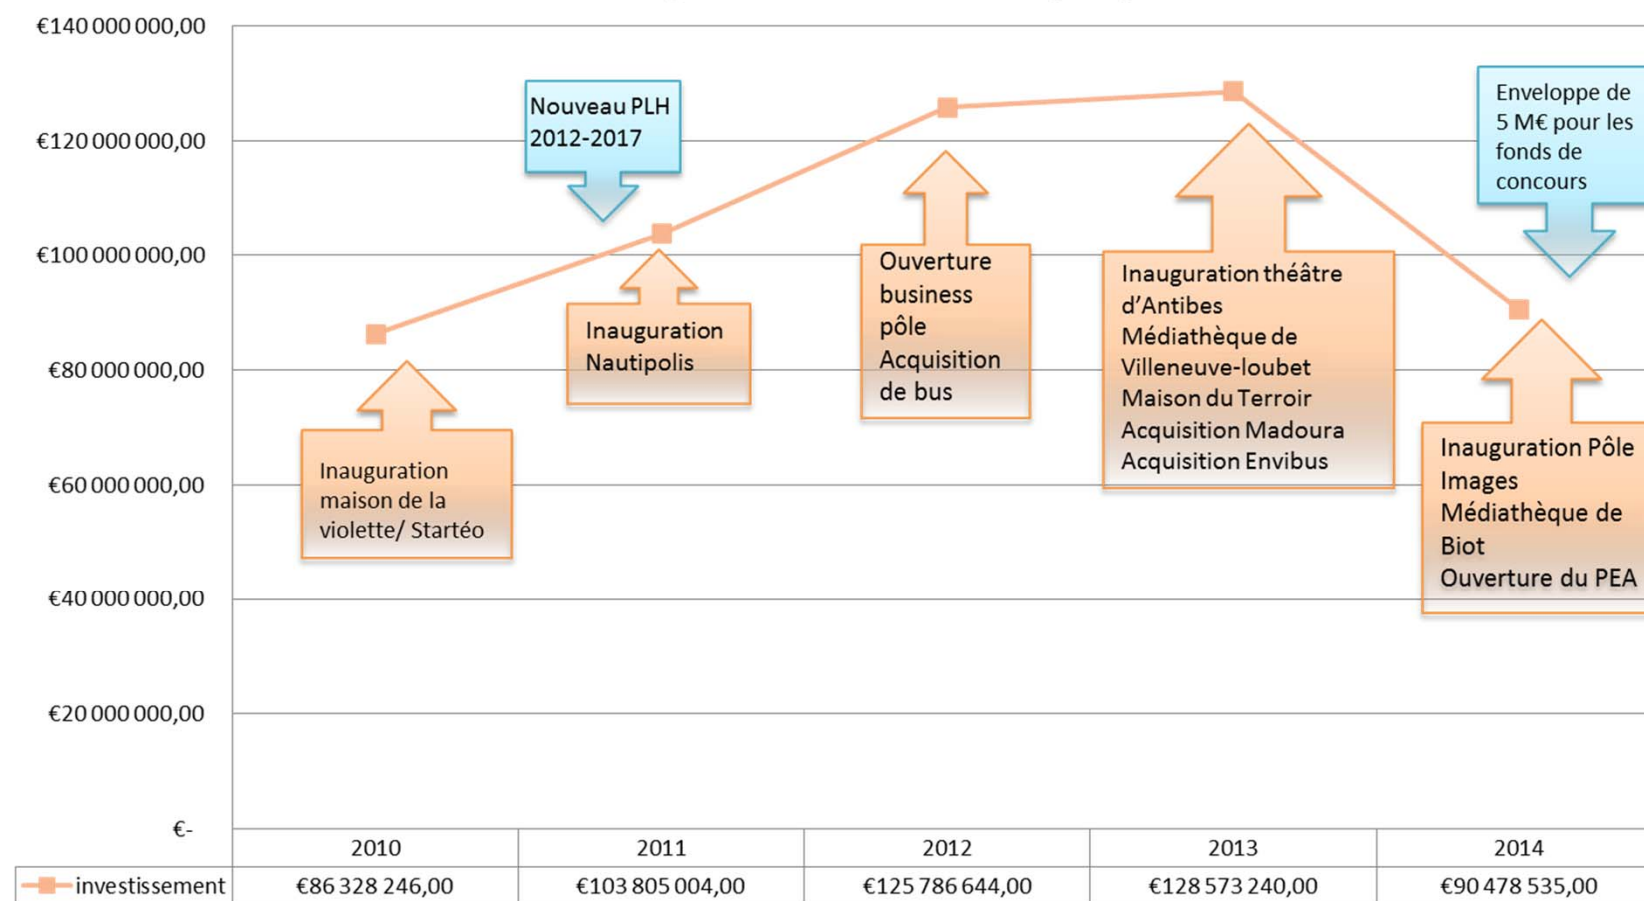 €140 000 000,00
€120 000 000,00
€100 000 000,00
€80 000 000,00
€60 000 000,00
€40 000 000,00
€20 000 000,00
€-
Nouveau PLH
2012-2017
Enveloppe de
5 M€ pour les
fonds de
concours
Inauguration
maison de la
violette/ Startéo
Inauguration
Nautipolis
Ouverture
business
pôle
Acquisition
de bus
Inauguration théâtre
d’Antibes
Médiathèque de
Villeneuve-loubet
Maison du Terroir
Acquisition Madoura
Acquisition Envibus
Inauguration Pôle
Images
Médiathèque de
Biot
Ouverture du PEA
2010 2011 2012 2013 2014
investissement €86 328 246,00 €103 805 004,00 €125 786 644,00 €128 573 240,00 €90 478 535,00